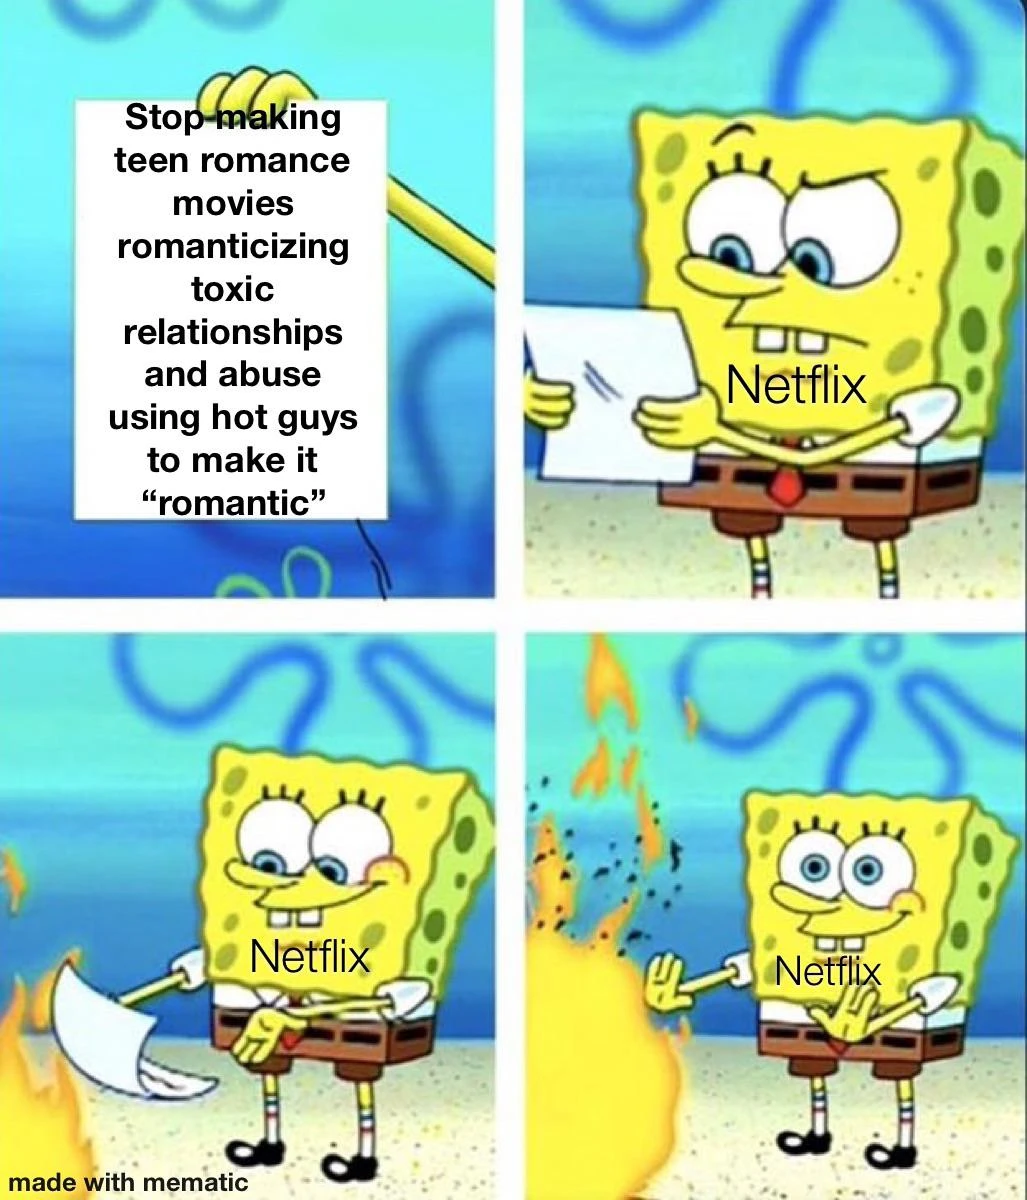 Stop making
teen romance
movies
romanticizing
toxic
relationships
and abuse
using hot guys
to make it
“romantic”
Netflix
Netflix
Netflix
made with mematic